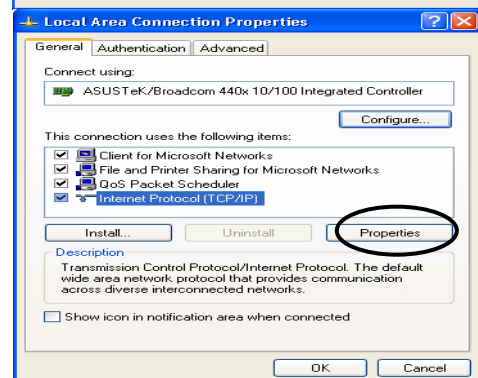 Local Area Connection Properties
General Authentication Advanced
Connect using:
ASUSTeK/Broadcom 440x 10/100 Integrated Controller
Configure...
This connection uses the following items:
Client for Microsoft Networks
File and Printer Sharing for Microsoft Networks
QoS Packet Scheduler
Internet Protocol (TCP/IP)
Install... Uninstall Properties
Description
Transmission Control Protocol/Internet Protocol. The default
wide area network protocol that provides communication
across diverse interconnected networks.
Show icon in notification area when connected
OK Cancel